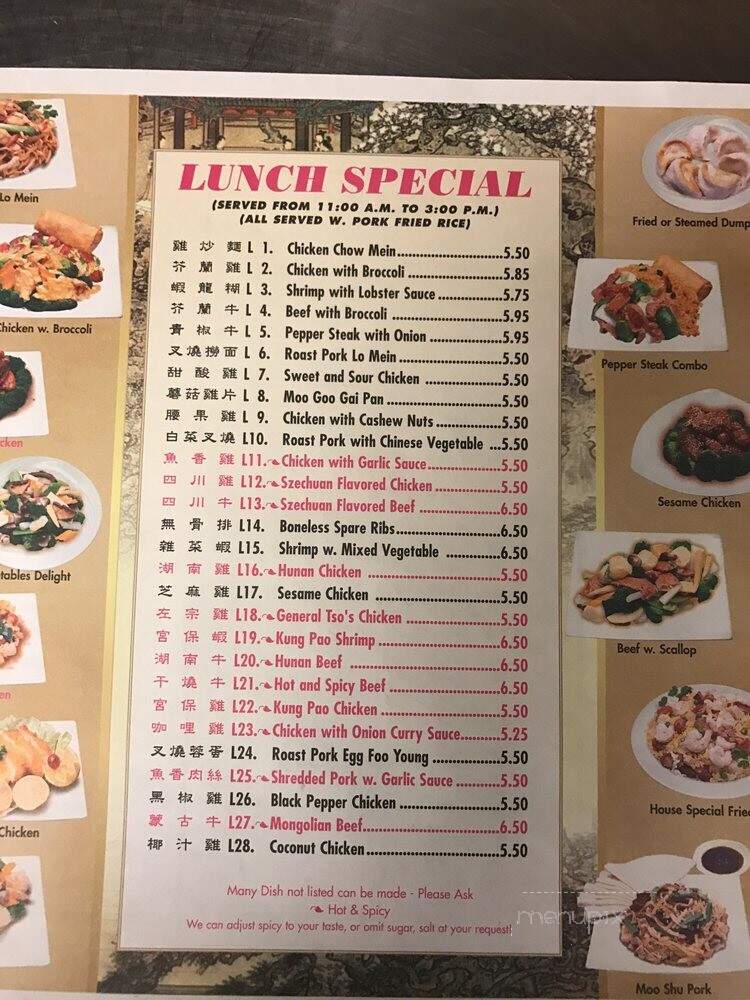 LUNCH SPECIAL
(SERVED FROM 11:00 A.M. TO 3:00 P.M.)
(ALL SERVED W. PORK FRIED RICE)
雞炒麵 L 1. Chicken Chow Mein 5.50
芥蘭雞 L 2. Chicken with Broccoli 5.85
蝦龍糊 L 3. Shrimp with Lobster Sauce 5.75
芥蘭牛 L 4. Beef with Broccoli 5.95
青椒牛 L 5. Pepper Steak with Onion 5.95
叉燒撈面 L 6. Roast Pork Lo Mein 5.50
甜酸雞 L 7. Sweet and Sour Chicken 5.50
蘑菇雞片 L 8. Moo Goo Gai Pan 5.50
腰果雞 L 9. Chicken with Cashew Nuts 5.50
白菜叉燒 L10. Roast Pork with Chinese Vegetable 5.50
魚香雞 L11. Chicken with Garlic Sauce 5.50
四川雞 L12. Szechuan Flavored Chicken 5.50
四川牛 L13. Szechuan Flavored Beef 6.50
無骨排 L14. Boneless Spare Ribs 6.50
雜菜蝦 L15. Shrimp w. Mixed Vegetable 6.50
湖南雞 L16. Hunan Chicken 5.50
芝麻雞 L17. Sesame Chicken 5.50
左宗雞 L18. General Tso's Chicken 5.50
宮保蝦 L19. Kung Pao Shrimp 6.50
湖南牛 L20. Hunan Beef 6.50
干燒牛 L21. Hot and Spicy Beef 6.50
宮保雞 L22. Kung Pao Chicken 5.50
咖哩雞 L23. Chicken with Onion Curry Sauce 5.25
叉燒蓉蛋 L24. Roast Pork Egg Foo Young 5.50
魚香肉絲 L25. Shredded Pork w. Garlic Sauce 5.50
黑椒雞 L26. Black Pepper Chicken 5.50
蒙古牛 L27. Mongolian Beef 6.50
椰汁雞 L28. Coconut Chicken 5.50
Many Dish not listed can be made - Please Ask
Hot & Spicy
We can adjust spicy to your taste, or omit sugar, salt at your request!
Lo Mein
Chicken w. Broccoli
cken
tables Delight
en
Chicken
Fried or Steamed Dump
Pepper Steak Combo
Sesame Chicken
Beef w. Scallop
House Special Fried
Moo Shu Pork
menupix